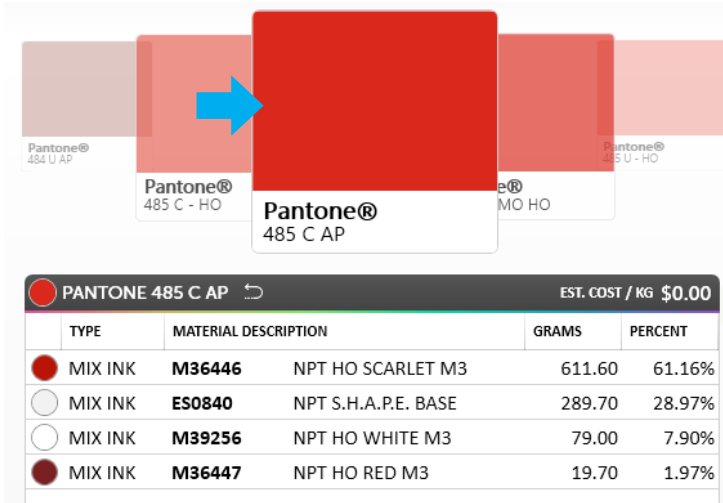 Pantone®
484 U AP
Pantone®
485 C - HO
Pantone®
485 C AP
e®
MO HO
Pantone®
485 U - HO
PANTONE 485 C AP EST. COST / KG $0.00
TYPE MATERIAL DESCRIPTION GRAMS PERCENT
MIX INK M36446 NPT HO SCARLET M3 611.60 61.16%
MIX INK ES0840 NPT S.H.A.P.E. BASE 289.70 28.97%
MIX INK M39256 NPT HO WHITE M3 79.00 7.90%
MIX INK M36447 NPT HO RED M3 19.70 1.97%